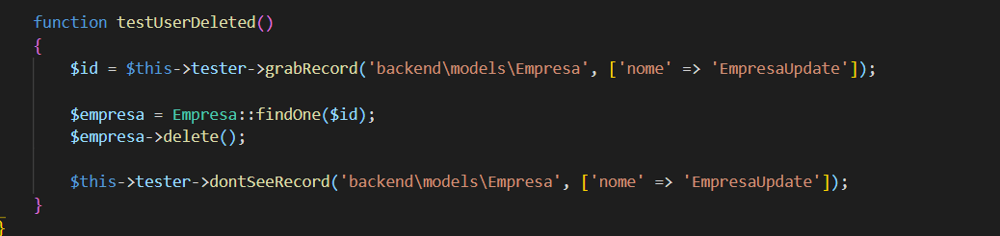 function testUserDeleted()
{
$id = $this->tester->grabRecord('backend\models\Empresa', ['nome' => 'EmpresaUpdate']);
$empresa = Empresa::findOne($id);
$empresa->delete();
$this->tester->dontSeeRecord('backend\models\Empresa', ['nome' => 'EmpresaUpdate']);
}
}